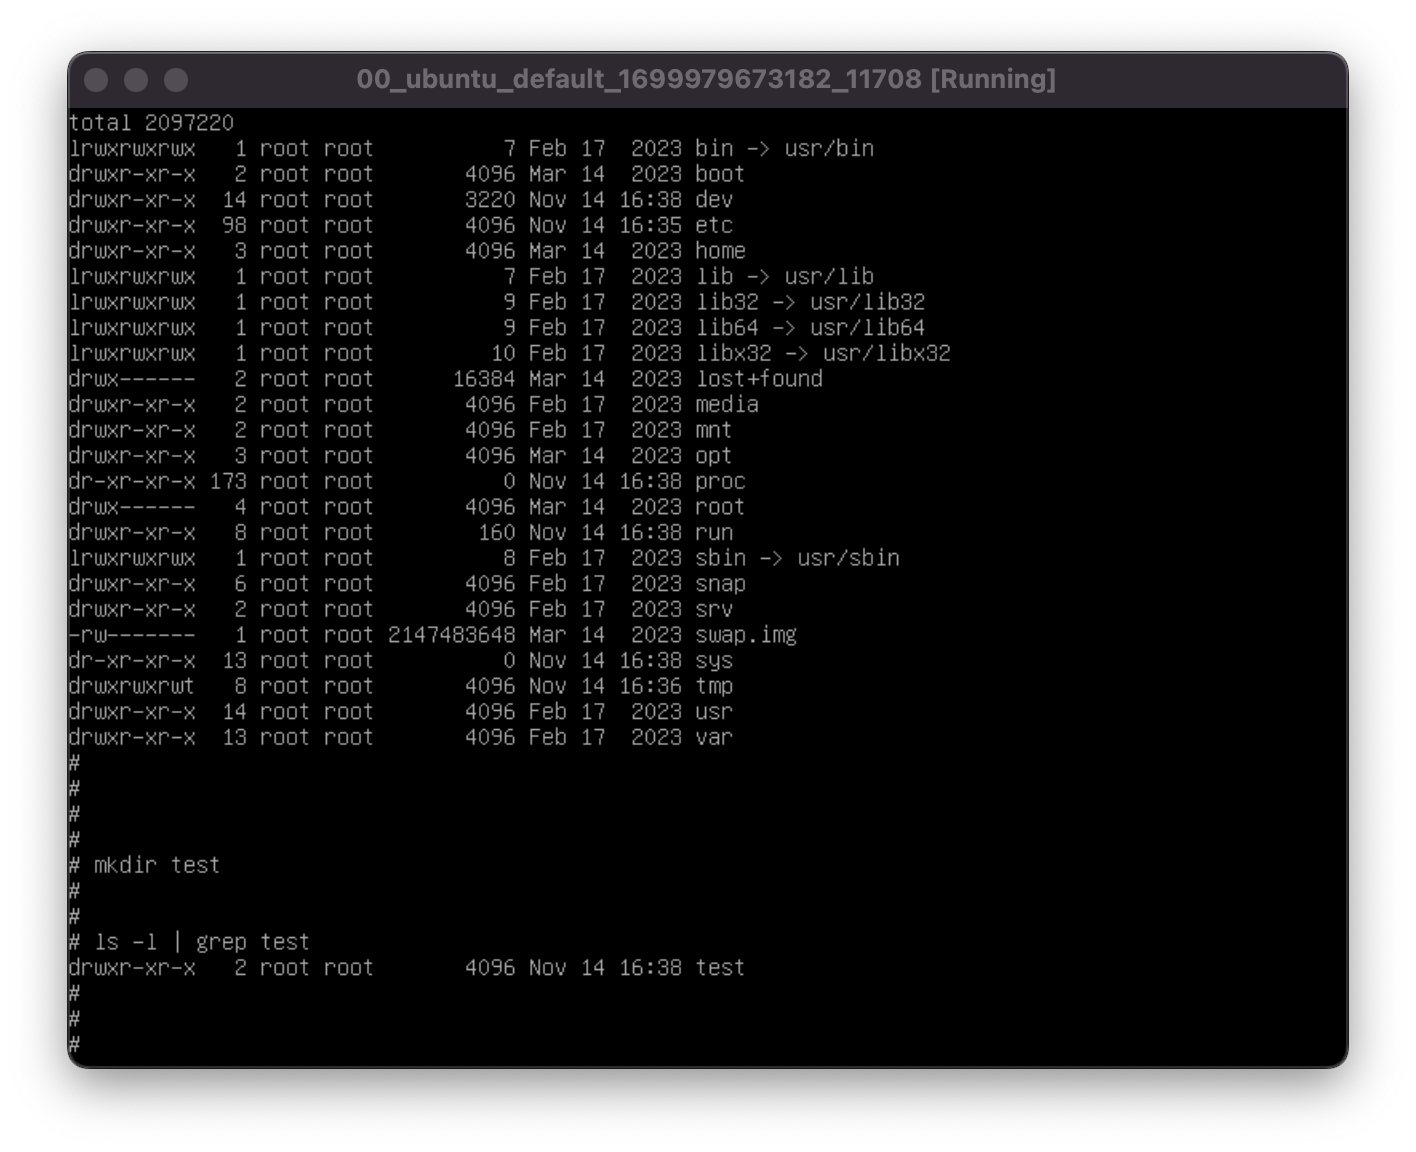 00_ubuntu_default_1699979673182_11708 [Running]
total 2097220
lrwxrwxrwx   1 root root          7 Feb 17  2023 bin -> usr/bin
drwxr-xr-x   2 root root       4096 Mar 14  2023 boot
drwxr-xr-x  14 root root       3220 Nov 14 16:38 dev
drwxr-xr-x  98 root root       4096 Nov 14 16:35 etc
drwxr-xr-x   3 root root       4096 Mar 14  2023 home
lrwxrwxrwx   1 root root          7 Feb 17  2023 lib -> usr/lib
lrwxrwxrwx   1 root root          9 Feb 17  2023 lib32 -> usr/lib32
lrwxrwxrwx   1 root root          9 Feb 17  2023 lib64 -> usr/lib64
lrwxrwxrwx   1 root root         10 Feb 17  2023 libx32 -> usr/libx32
drwx------   2 root root      16384 Mar 14  2023 lost+found
drwxr-xr-x   2 root root       4096 Feb 17  2023 media
drwxr-xr-x   2 root root       4096 Feb 17  2023 mnt
drwxr-xr-x   3 root root       4096 Mar 14  2023 opt
dr-xr-xr-x 173 root root          0 Nov 14 16:38 proc
drwx------   4 root root       4096 Mar 14  2023 root
drwxr-xr-x   8 root root        160 Nov 14 16:38 run
lrwxrwxrwx   1 root root          8 Feb 17  2023 sbin -> usr/sbin
drwxr-xr-x   6 root root       4096 Feb 17  2023 snap
drwxr-xr-x   2 root root       4096 Feb 17  2023 srv
-rw-------   1 root root 2147483648 Mar 14  2023 swap.img
dr-xr-xr-x  13 root root          0 Nov 14 16:38 sys
drwxrwxrwt   8 root root       4096 Nov 14 16:36 tmp
drwxr-xr-x  14 root root       4096 Feb 17  2023 usr
drwxr-xr-x  13 root root       4096 Feb 17  2023 var
#
#
#
#
# mkdir test
#
#
# ls -l | grep test
drwxr-xr-x   2 root root       4096 Nov 14 16:38 test
#
#
#